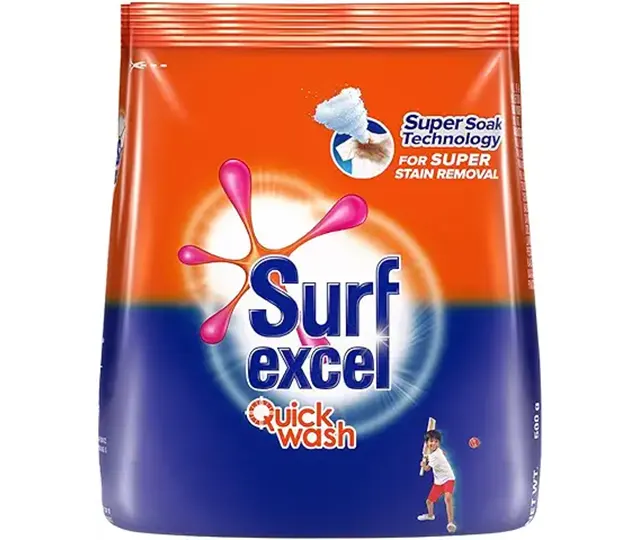 Super Soak
Technology
FOR SUPER
STAIN REMOVAL
Surf
excel
Quick
wash
NET WT. 500 g